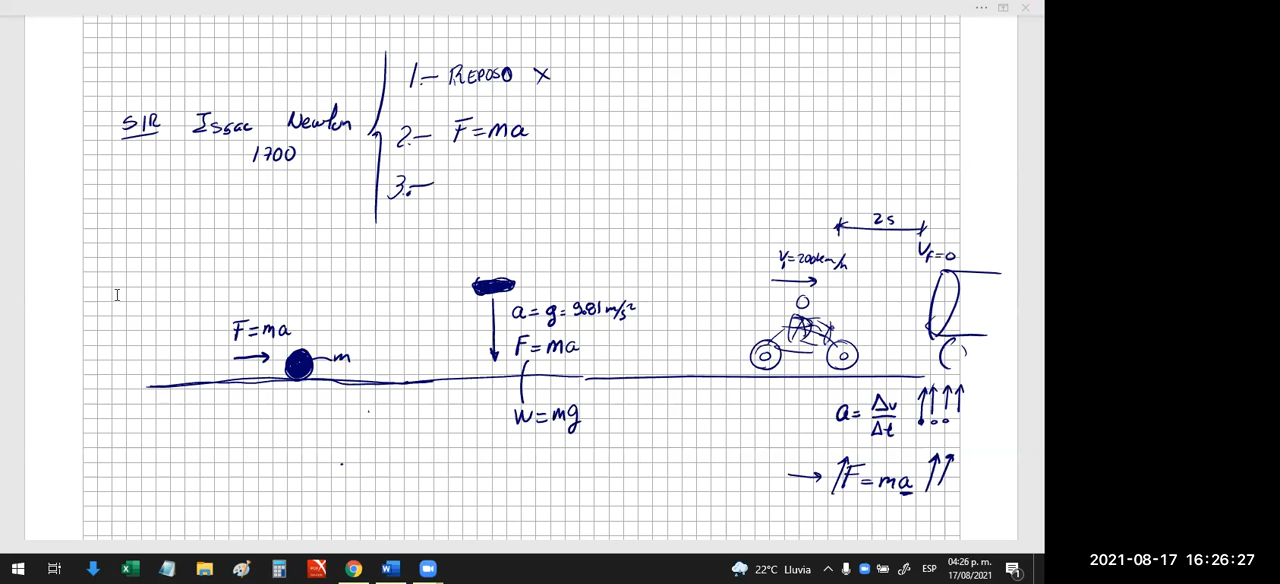 1.- REPOSO x
SIR Issac Newton
1700
2.- F=ma
3.-
2s
V=200km/h
VF=0
a=g=9.81m/s²
F=ma
m
F=ma
W=mg
a=Δv/Δt
F=ma
22°C Lluvia
ESP
04:26 p. m.
17/08/2021
2021-08-17 16:26:27